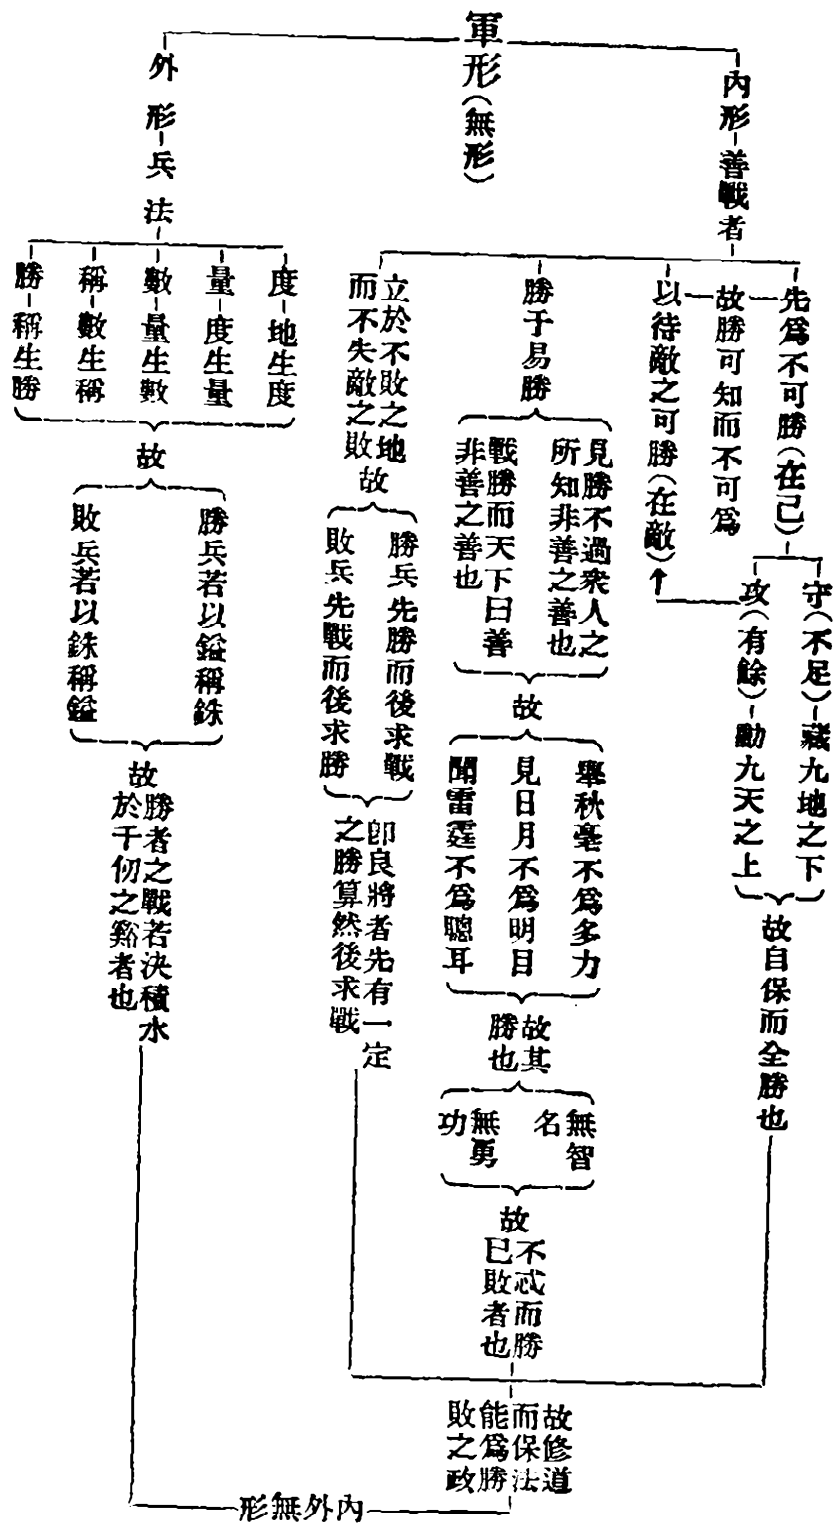 軍形(無形)
內形-善戰者
先爲不可勝(在己)
故勝可知而不可爲
以待敵之可勝(在敵)
守(不足)-藏九地之下
攻(有餘)-動九天之上
故自保而全勝也
勝于易勝
見勝不過衆人之
所知非善之善也
戰勝而天下曰善
非善之善也
故
舉秋毫不爲多力
見日月不爲明目
聞雷霆不爲聰耳
故其
勝也
無智
名
無勇
功
故
不忒而勝
已敗者也
立於不敗之地
而不失敵之敗
故
勝兵先勝而後求戰
敗兵先戰而後求勝
卽良將者先有一定
之勝算然後求戰
故修道
而保法
能爲勝
敗之政
外形-兵法
度-地生度
量-度生量
數-量生數
稱-數生稱
勝-稱生勝
故
勝兵若以鎰稱銖
敗兵若以銖稱鎰
故
勝者之戰若決積水
於千仞之谿者也
內外無形